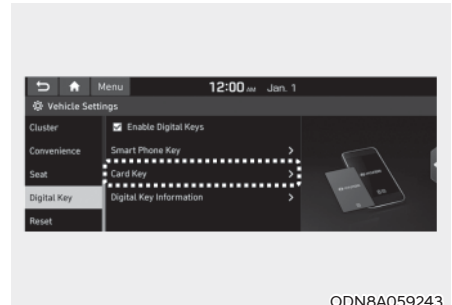 Menu 12:00 AM Jan. 1
Vehicle Settings
Cluster
Enable Digital Keys
Convenience
Smart Phone Key
Seat
Card Key
Digital Key
Digital Key Information
Reset
ODN8A059243